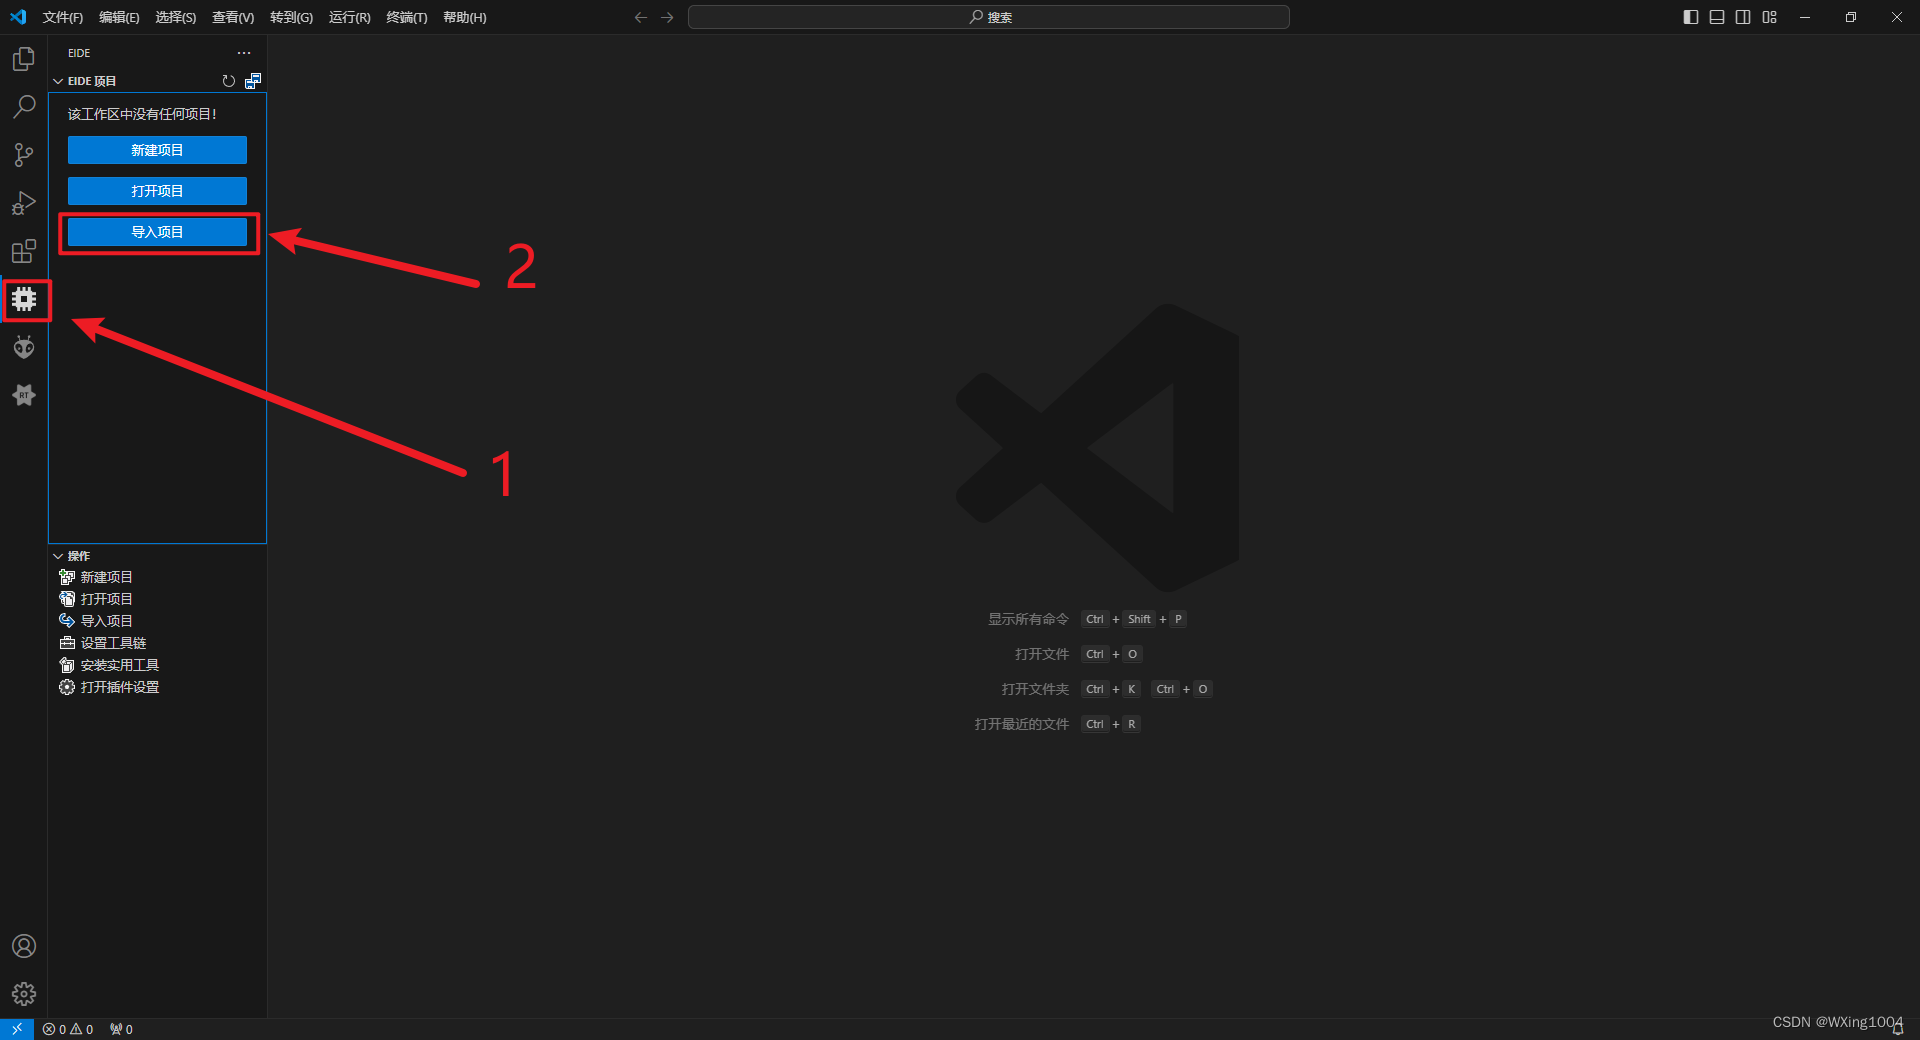 文件(F) 编辑(E) 选择(S) 查看(V) 转到(G) 运行(R) 终端(T) 帮助(H) 搜索
EIDE
EIDE 项目
该工作区中没有任何项目!
新建项目
打开项目
导入项目
2
1
RT
操作
新建项目
打开项目
导入项目
设置工具链
安装实用工具
打开插件设置
显示所有命令 Ctrl + Shift + P
打开文件 Ctrl + O
打开文件夹 Ctrl + K Ctrl + O
打开最近的文件 Ctrl + R
0 0 0
CSDN @WXing1004